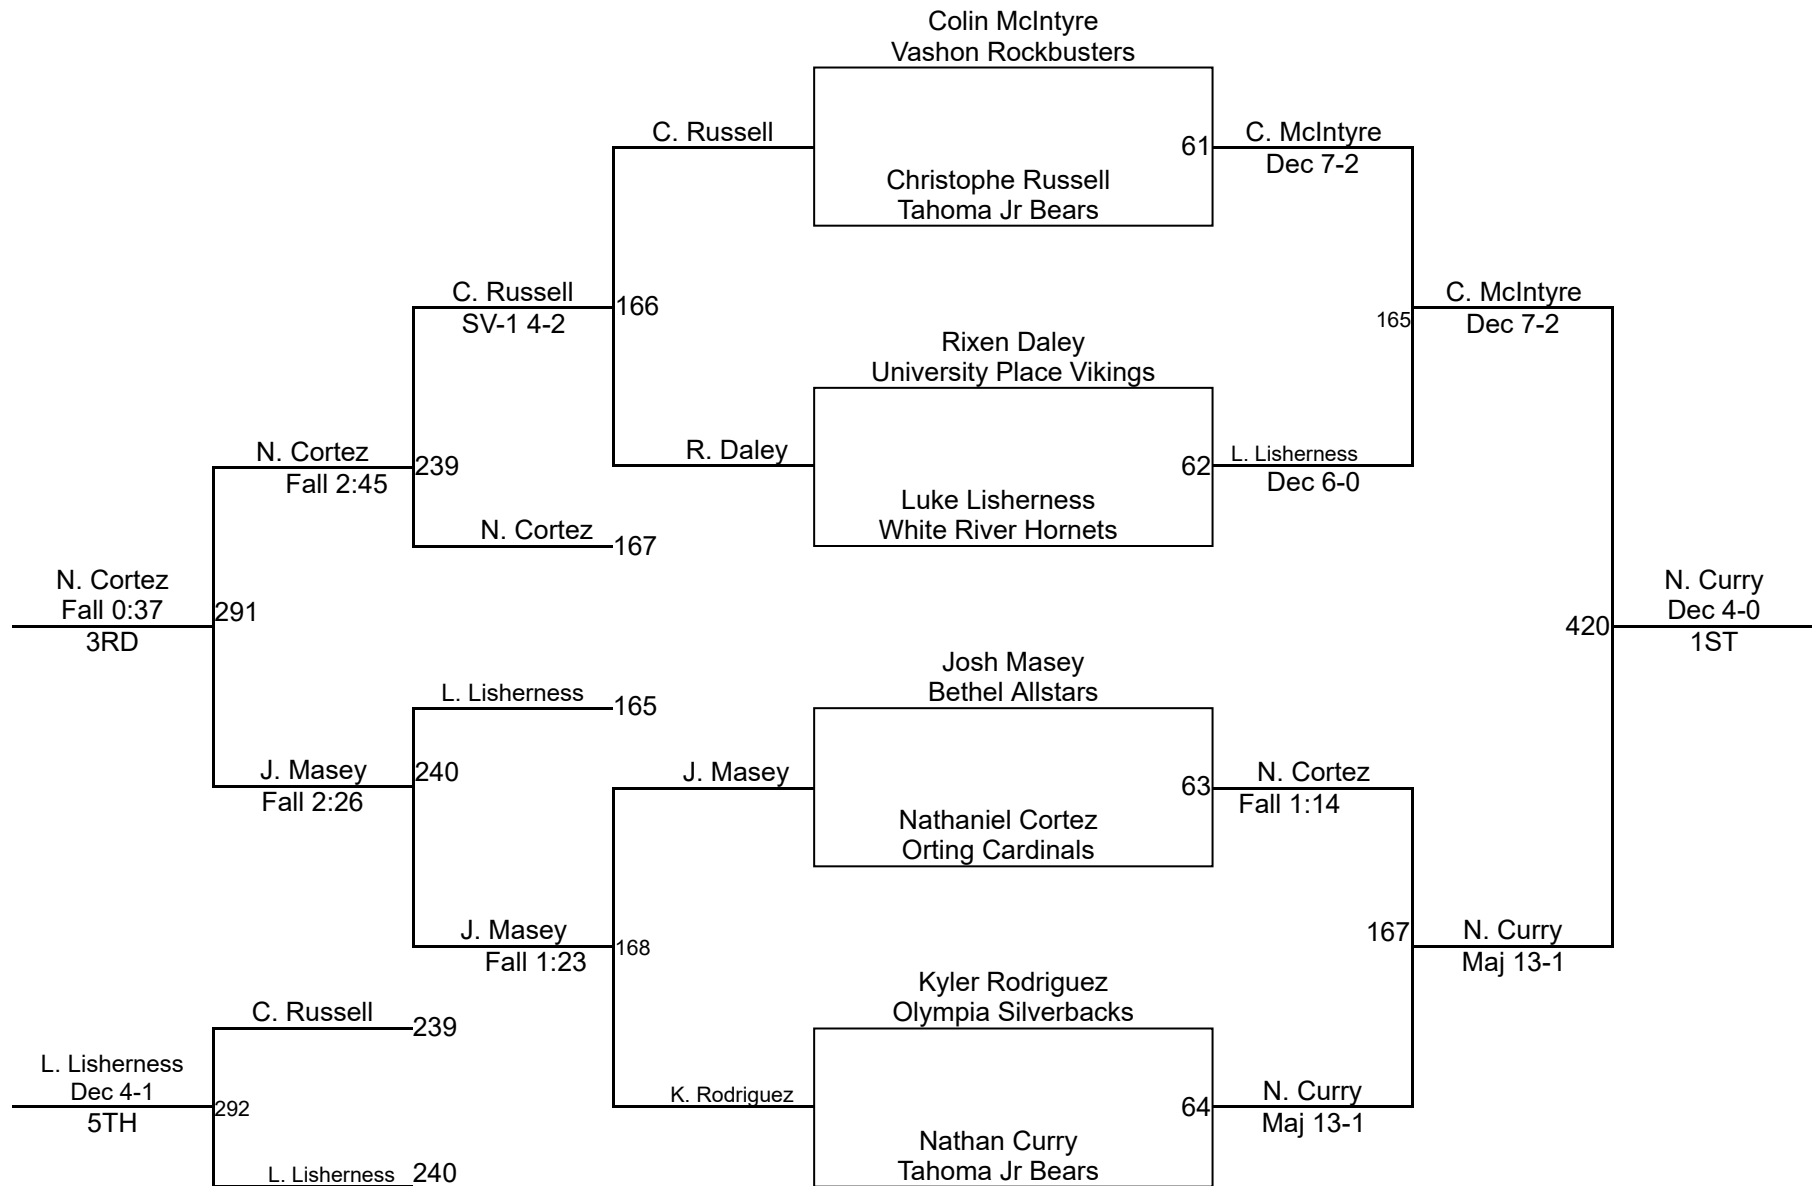 Colin McIntyre
Vashon Rockbusters
C. Russell
61
C. McIntyre
Dec 7-2
Christophe Russell
Tahoma Jr Bears
C. Russell
SV-1 4-2
166
165
C. McIntyre
Dec 7-2
Rixen Daley
University Place Vikings
N. Cortez
Fall 2:45
239
R. Daley
62
L. Lisherness
Dec 6-0
Luke Lisherness
White River Hornets
N. Cortez
167
N. Cortez
Fall 0:37
3RD
291
420
N. Curry
Dec 4-0
1ST
Josh Masey
Bethel Allstars
L. Lisherness
165
J. Masey
Fall 2:26
240
J. Masey
63
N. Cortez
Fall 1:14
Nathaniel Cortez
Orting Cardinals
J. Masey
Fall 1:23
168
167
N. Curry
Maj 13-1
Kyler Rodriguez
Olympia Silverbacks
C. Russell
239
L. Lisherness
Dec 4-1
5TH
292
K. Rodriguez
64
N. Curry
Maj 13-1
Nathan Curry
Tahoma Jr Bears
L. Lisherness
240